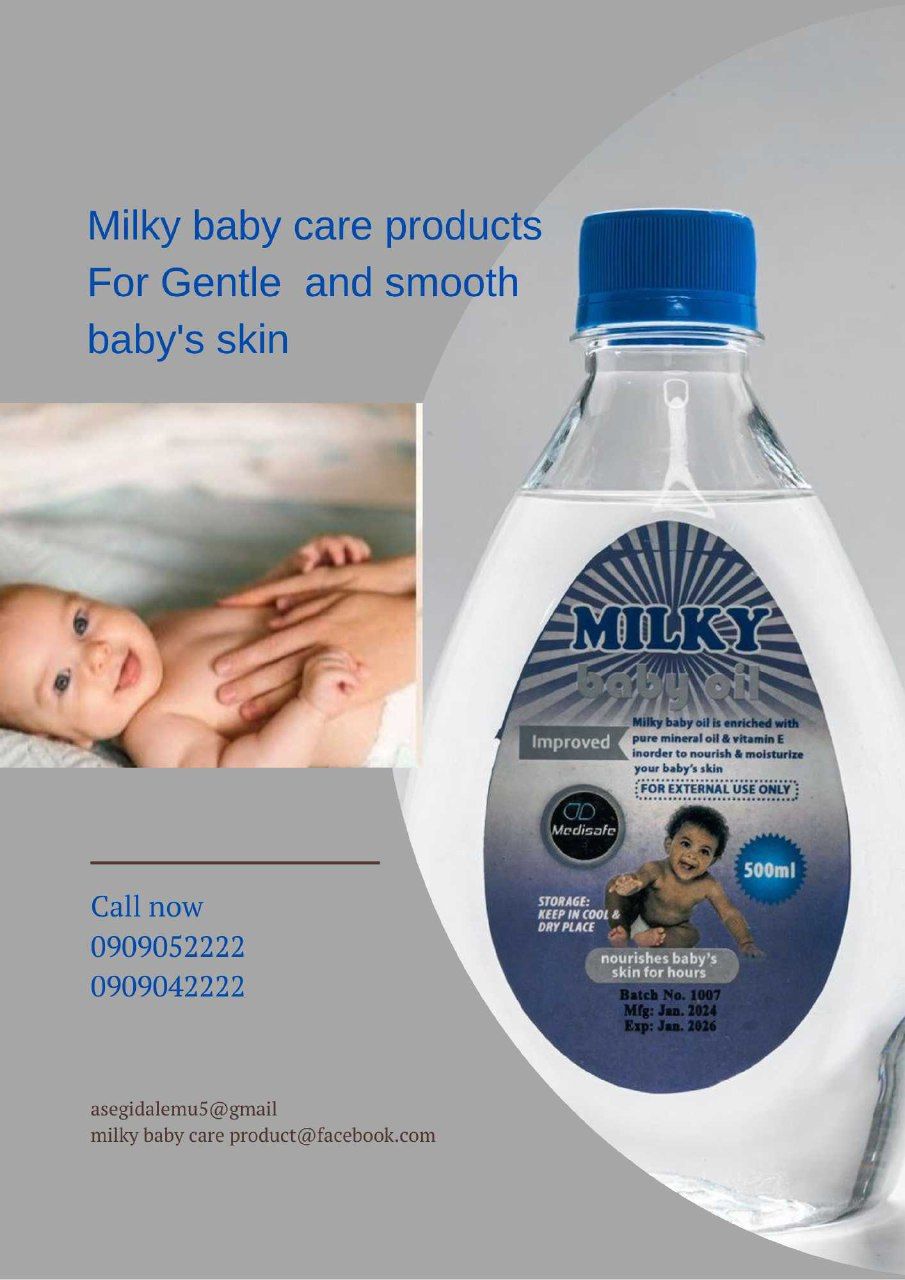 Milky baby care products
For Gentle  and smooth
baby's skin
MILKY
baby oil
Improved
Milky baby oil is enriched with
pure mineral oil & vitamin E
inorder to nourish & moisturize
your baby's skin
FOR EXTERNAL USE ONLY
Medisafe
500ml
STORAGE:
KEEP IN COOL &
DRY PLACE
nourishes baby's
skin for hours
Batch No. 1007
Mfg: Jan. 2024
Exp: Jan. 2026
Call now
0909052222
0909042222
asegidalemu5@gmail
milky baby care product@facebook.com